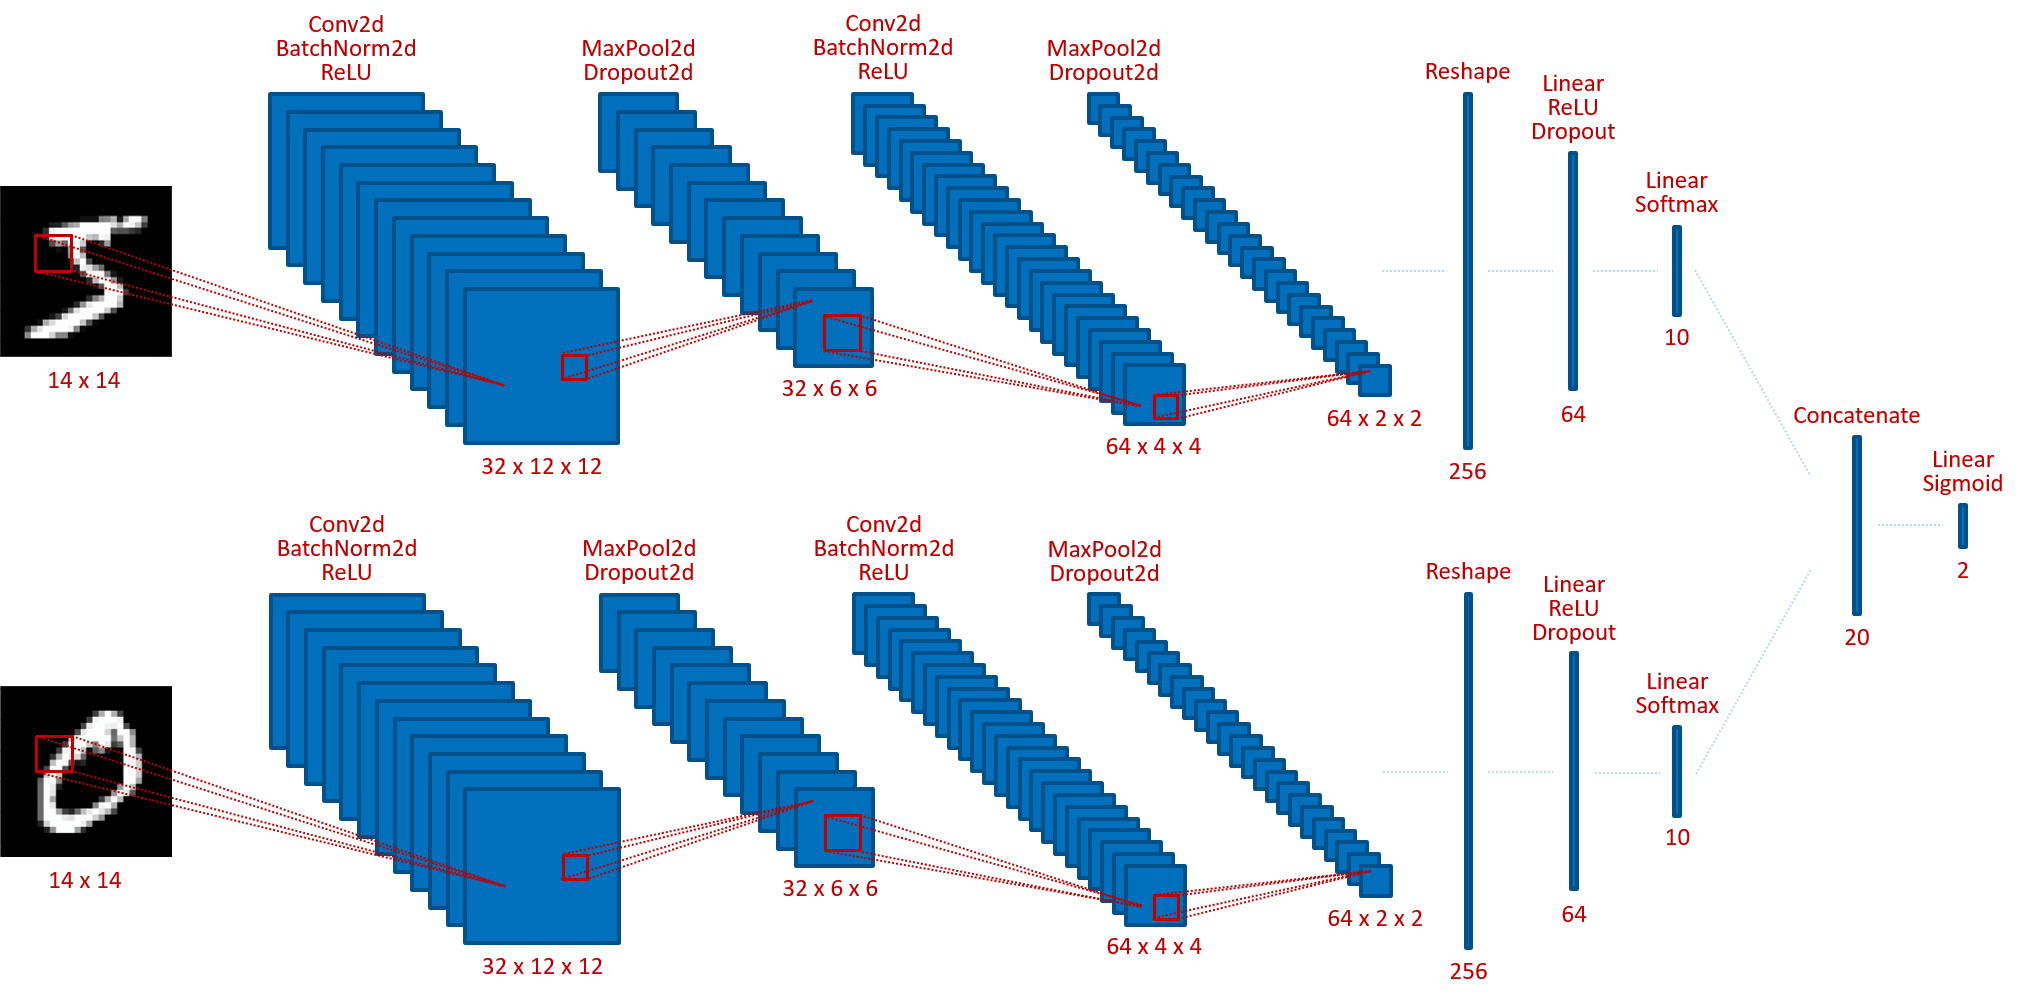 Conv2d
BatchNorm2d
ReLU
MaxPool2d
Dropout2d
Conv2d
BatchNorm2d
ReLU
MaxPool2d
Dropout2d
Reshape
Linear
ReLU
Dropout
Linear
Softmax
14 x 14
32 x 12 x 12
32 x 6 x 6
64 x 4 x 4
64 x 2 x 2
256
64
10
Concatenate
20
Linear
Sigmoid
2
Conv2d
BatchNorm2d
ReLU
MaxPool2d
Dropout2d
Conv2d
BatchNorm2d
ReLU
MaxPool2d
Dropout2d
Reshape
Linear
ReLU
Dropout
Linear
Softmax
14 x 14
32 x 12 x 12
32 x 6 x 6
64 x 4 x 4
64 x 2 x 2
256
64
10